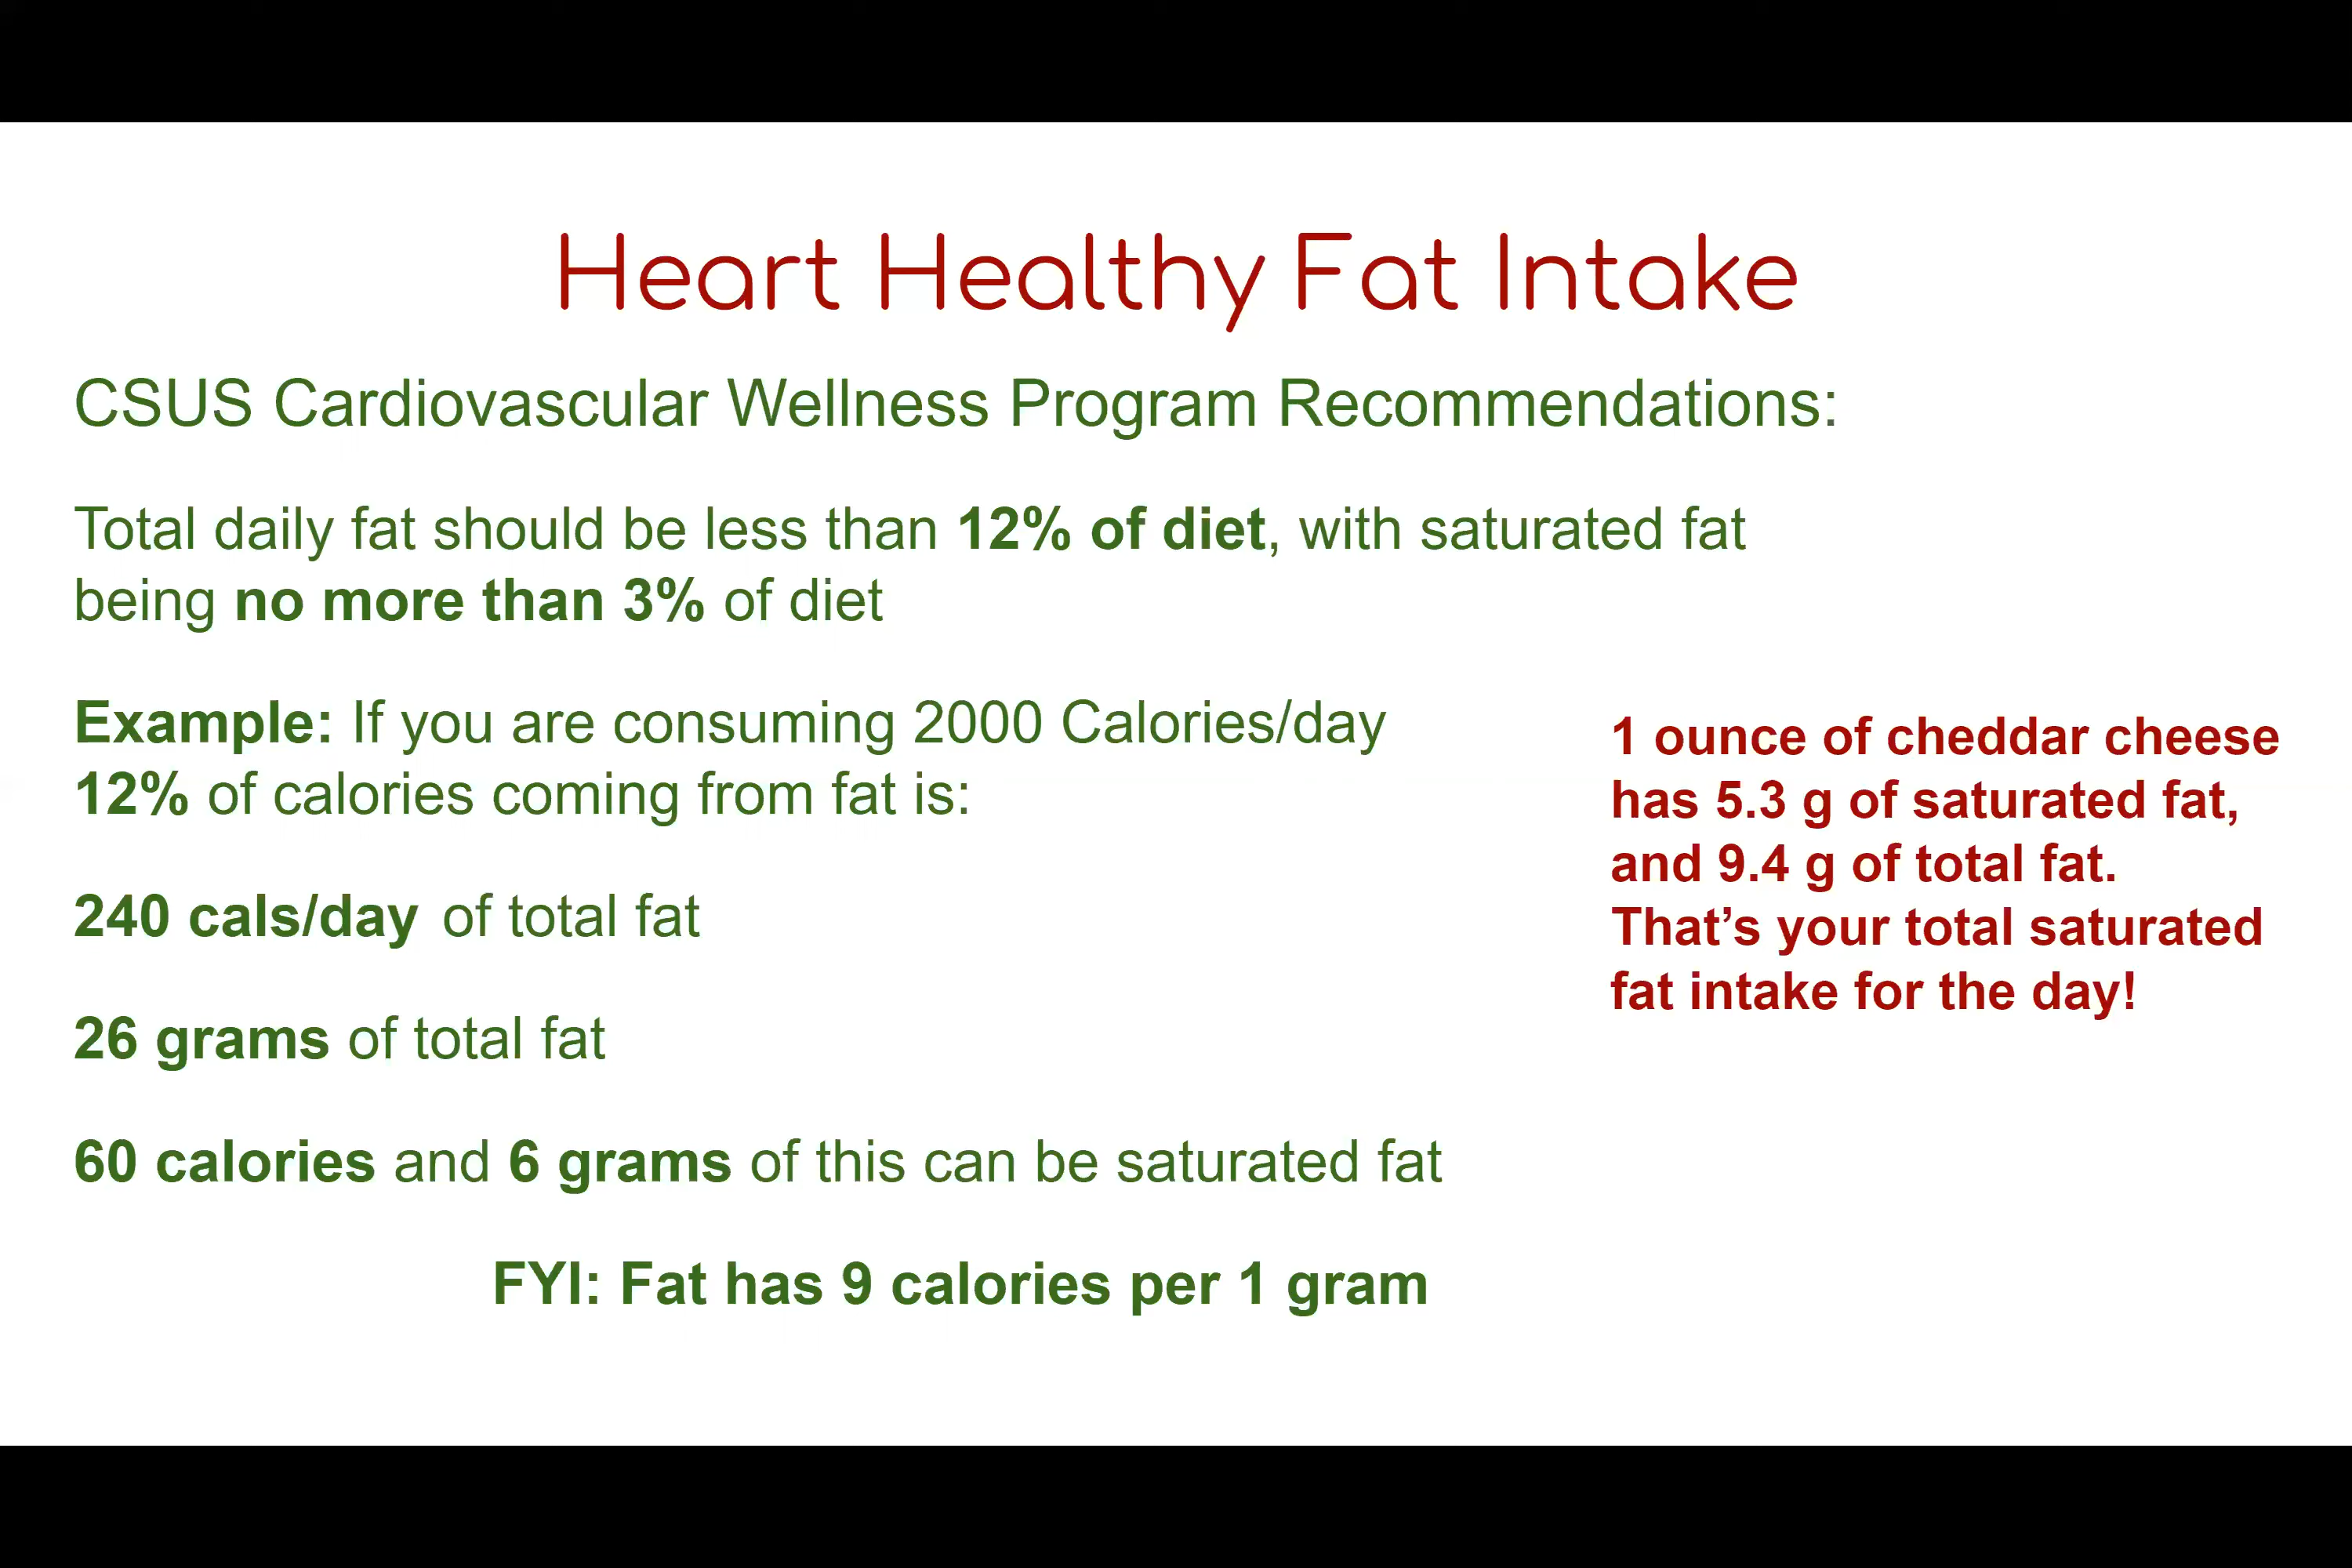 Heart Healthy Fat Intake
CSUS Cardiovascular Wellness Program Recommendations:
Total daily fat should be less than 12% of diet, with saturated fat
being no more than 3% of diet
Example: If you are consuming 2000 Calories/day
12% of calories coming from fat is:
240 cals/day of total fat
26 grams of total fat
60 calories and 6 grams of this can be saturated fat
FYI: Fat has 9 calories per 1 gram
1 ounce of cheddar cheese
has 5.3 g of saturated fat,
and 9.4 g of total fat.
That’s your total saturated
fat intake for the day!